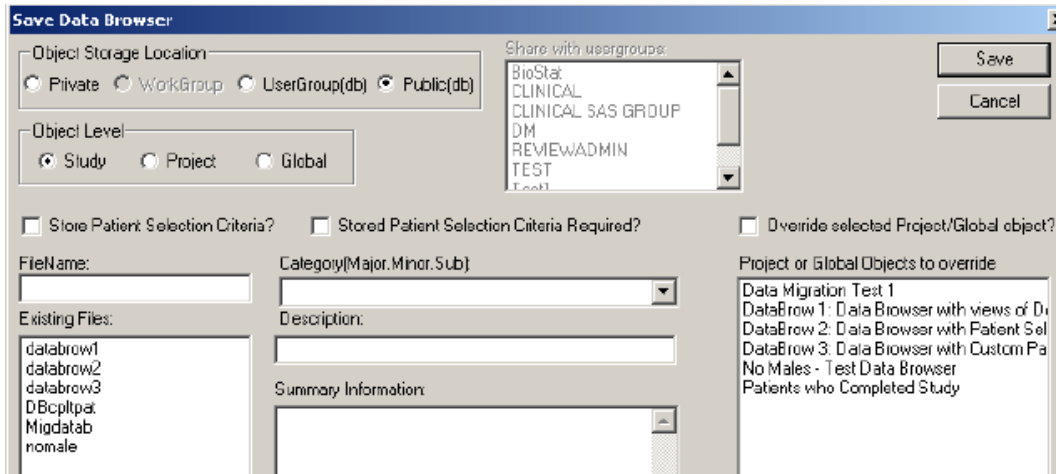 Save Data Browser
Object Storage Location
Private WorkGroup UserGroup(db) Public(db)
Object Level
Study Project Global
Share with usergroups:
BioStat
CLINICAL
CLINICAL SAS GROUP
DM
REVIEWADMIN
TEST
Test1
Save
Cancel
Store Patient Selection Criteria?
Stored Patient Selection Criteria Required?
Override selected Project/Global object?
FileName:
Category(Major.Minor.Sub):
Existing Files:
databrow1
databrow2
databrow3
DBcpltpat
Migdatab
nomale
Description:
Summary Information:
Project or Global Objects to override
Data Migration Test 1
DataBrow 1: Data Browser with views of D
DataBrow 2: Data Browser with Patient Sel
DataBrow 3: Data Browser with Custom Pa
No Males - Test Data Browser
Patients who Completed Study